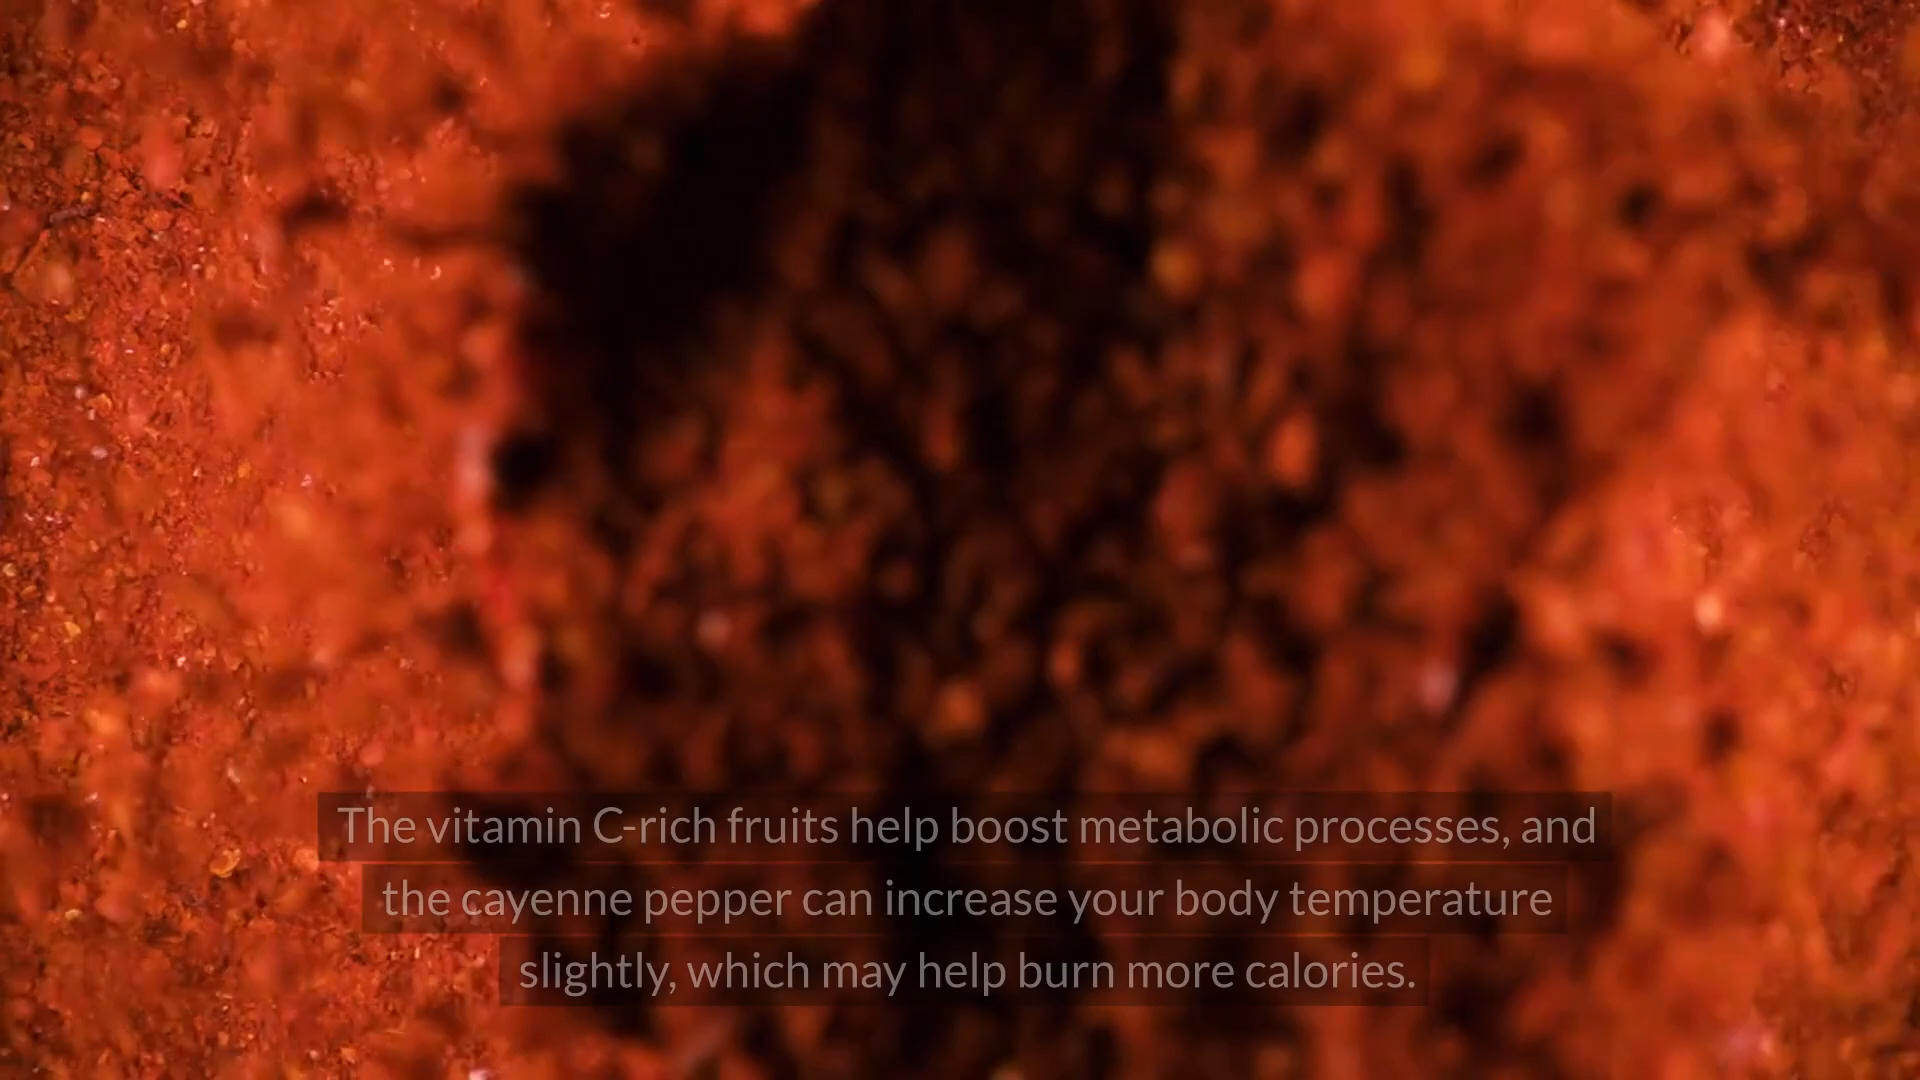 The vitamin C-rich fruits help boost metabolic processes, and
the cayenne pepper can increase your body temperature
slightly, which may help burn more calories.